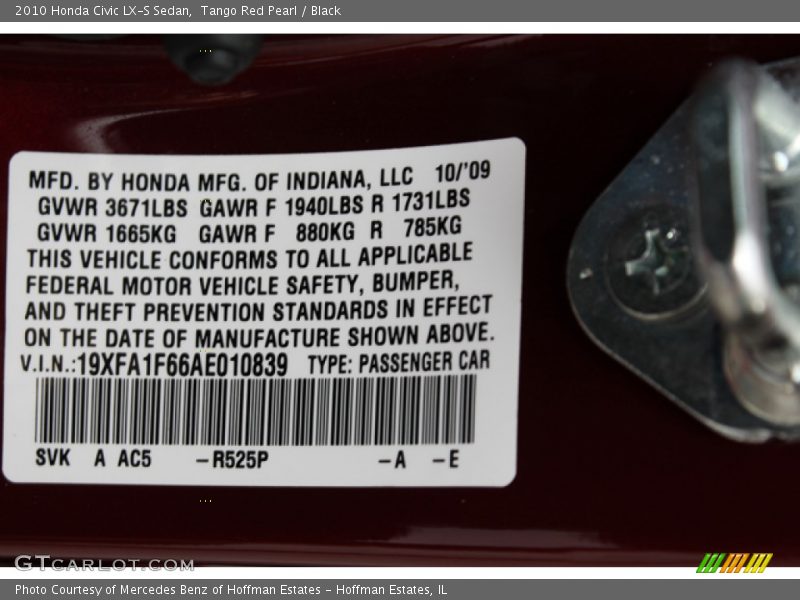 2010 Honda Civic LX-S Sedan,  Tango Red Pearl / Black
MFD. BY HONDA MFG. OF INDIANA, LLC 10/'09
GVWR 3671LBS GAWR F 1940LBS R 1731LBS
GVWR 1665KG GAWR F 880KG R 785KG
THIS VEHICLE CONFORMS TO ALL APPLICABLE
FEDERAL MOTOR VEHICLE SAFETY, BUMPER,
AND THEFT PREVENTION STANDARDS IN EFFECT
ON THE DATE OF MANUFACTURE SHOWN ABOVE.
V.I.N.:19XFA1F66AE010839 TYPE: PASSENGER CAR
SVK A AC5 -R525P -A -E
GTCARLOT.COM
Photo Courtesy of Mercedes Benz of Hoffman Estates - Hoffman Estates, IL